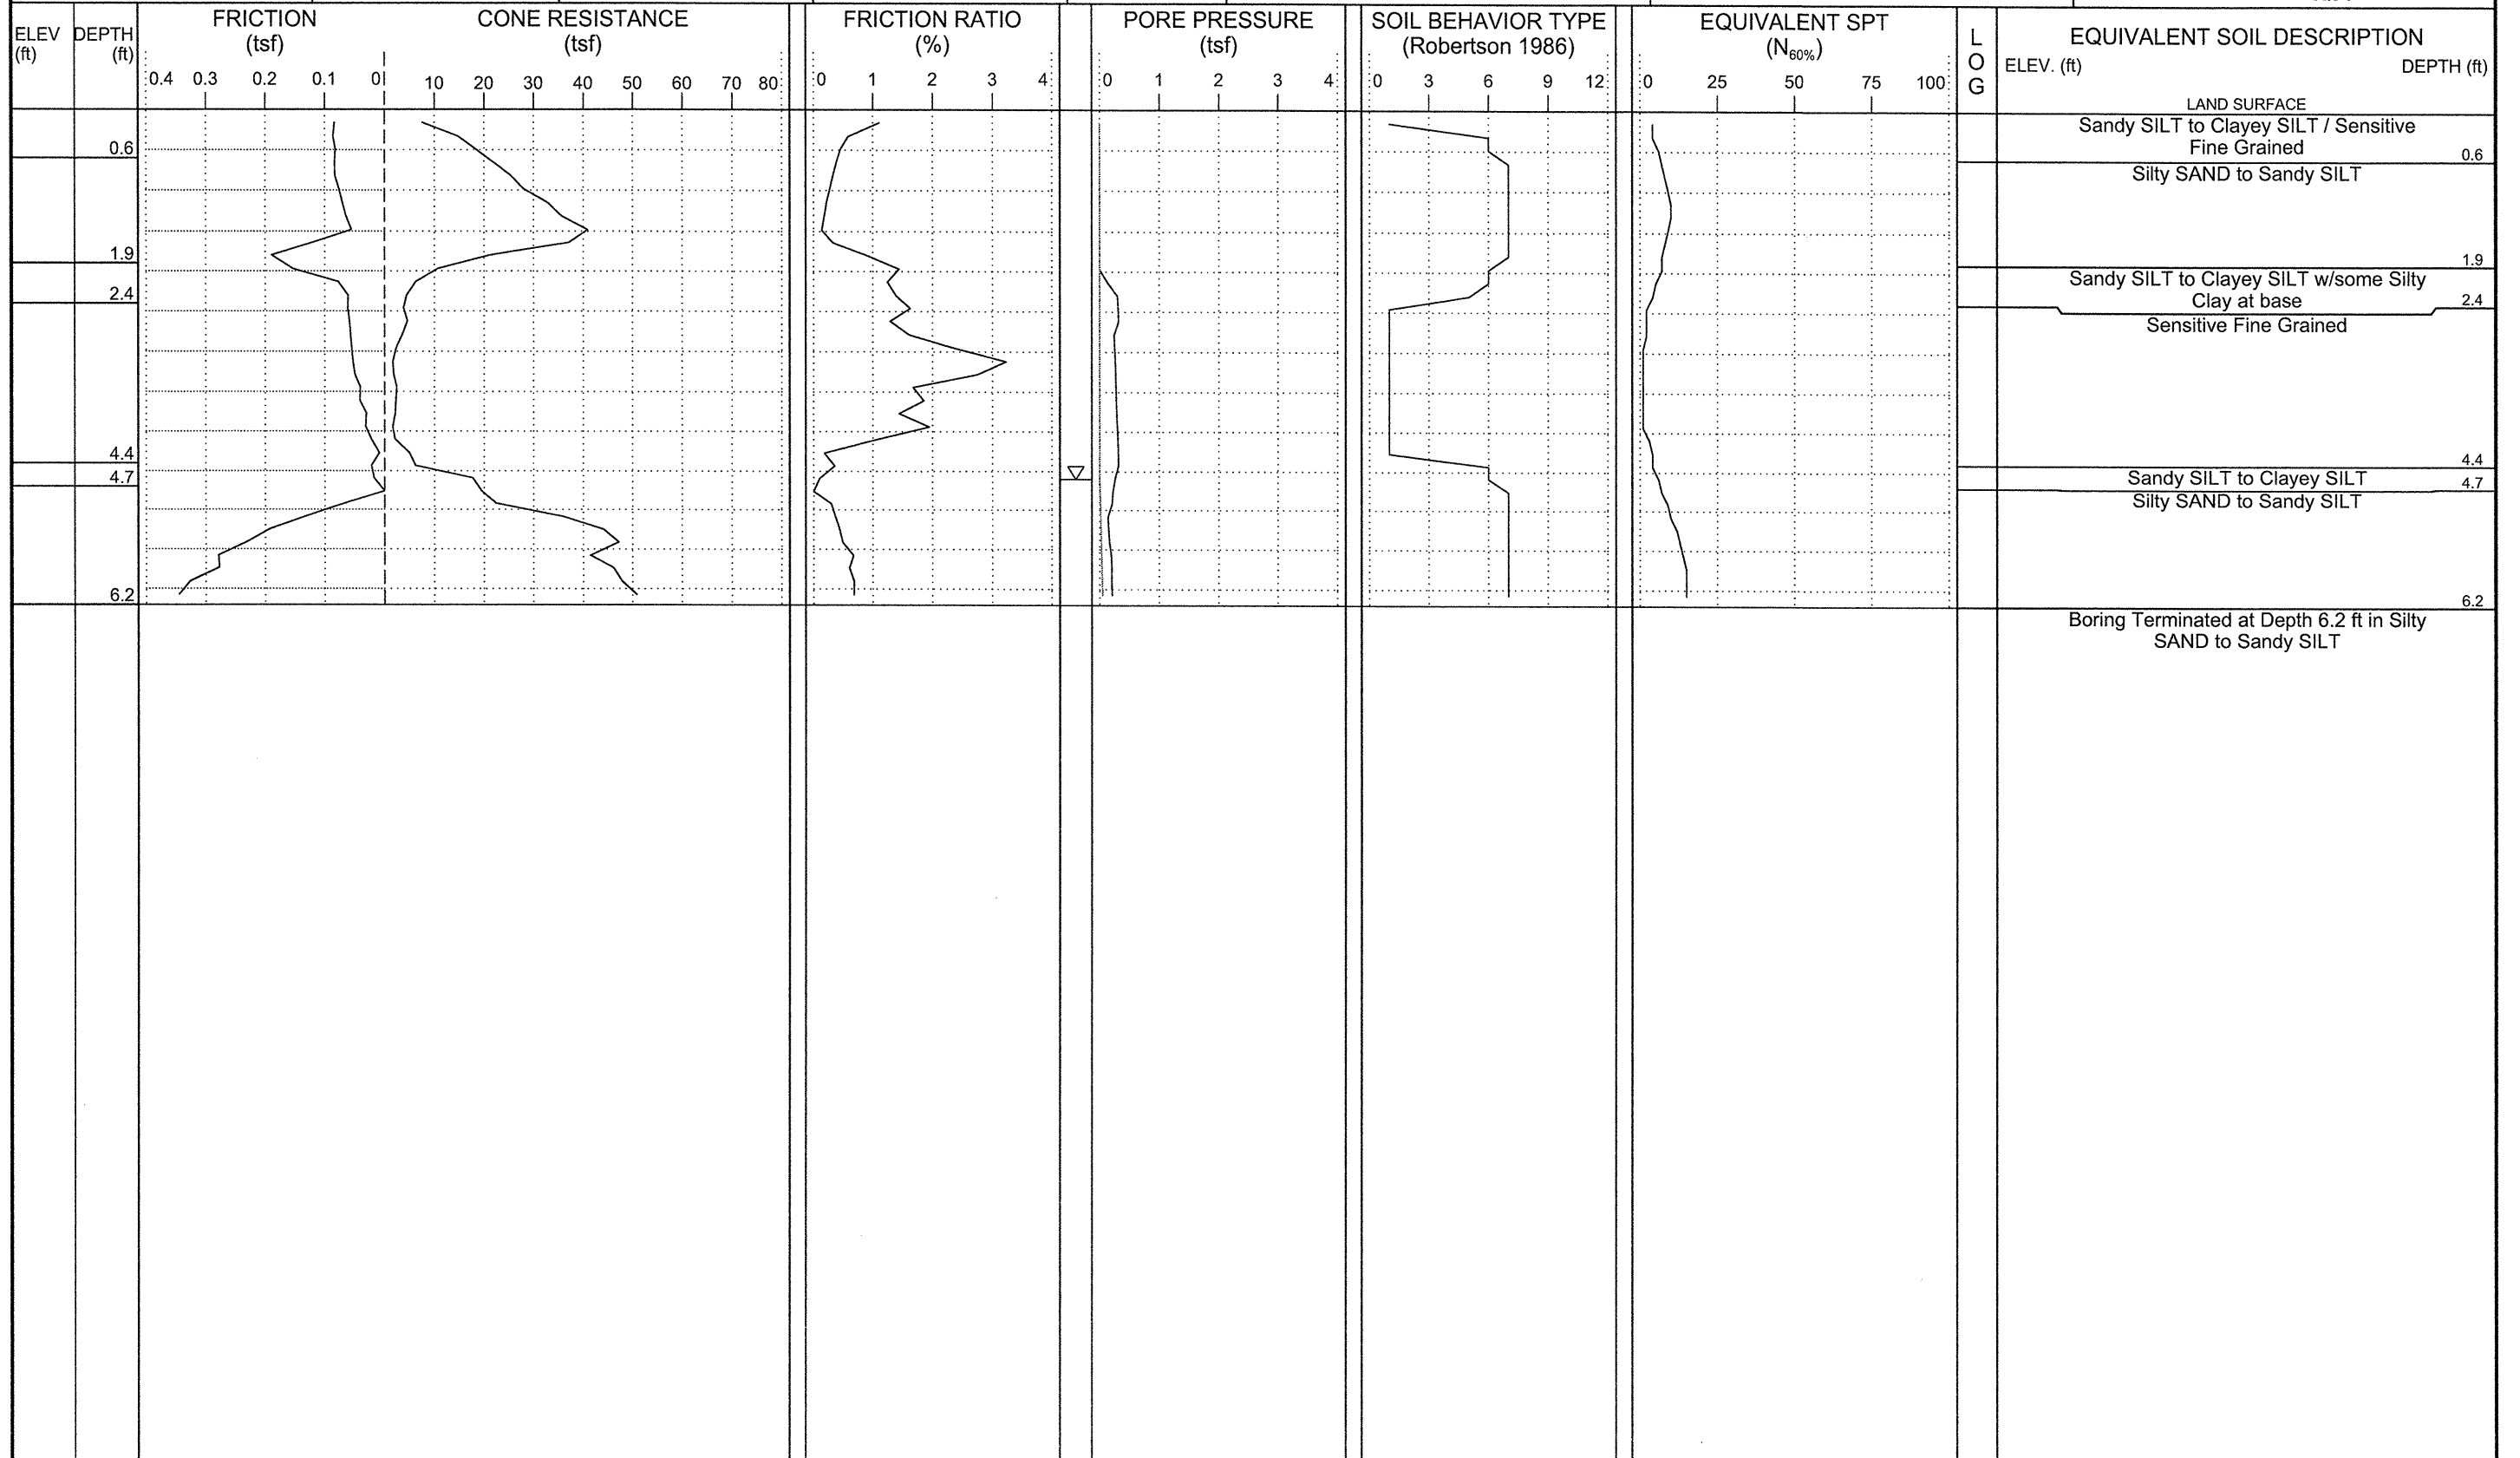 FRICTION CONE RESISTANCE FRICTION RATIO PORE PRESSURE SOIL BEHAVIOR TYPE EQUIVALENT SPT
ELEV DEPTH (tsf) (tsf) (%) (tsf) (Robertson 1986) (N60%) L EQUIVALENT SOIL DESCRIPTION
(ft) (ft) O ELEV. (ft) DEPTH (ft)
0.4 0.3 0.2 0.1 0 10 20 30 40 50 60 70 80 0 1 2 3 4 0 1 2 3 4 0 3 6 9 12 0 25 50 75 100 G
LAND SURFACE
Sandy SILT to Clayey SILT / Sensitive
0.6 Fine Grained 0.6
Silty SAND to Sandy SILT
1.9 1.9
Sandy SILT to Clayey SILT w/some Silty
2.4 Clay at base 2.4
Sensitive Fine Grained
4.4 4.4
4.7 Sandy SILT to Clayey SILT 4.7
Silty SAND to Sandy SILT
6.2 6.2
Boring Terminated at Depth 6.2 ft in Silty
SAND to Sandy SILT